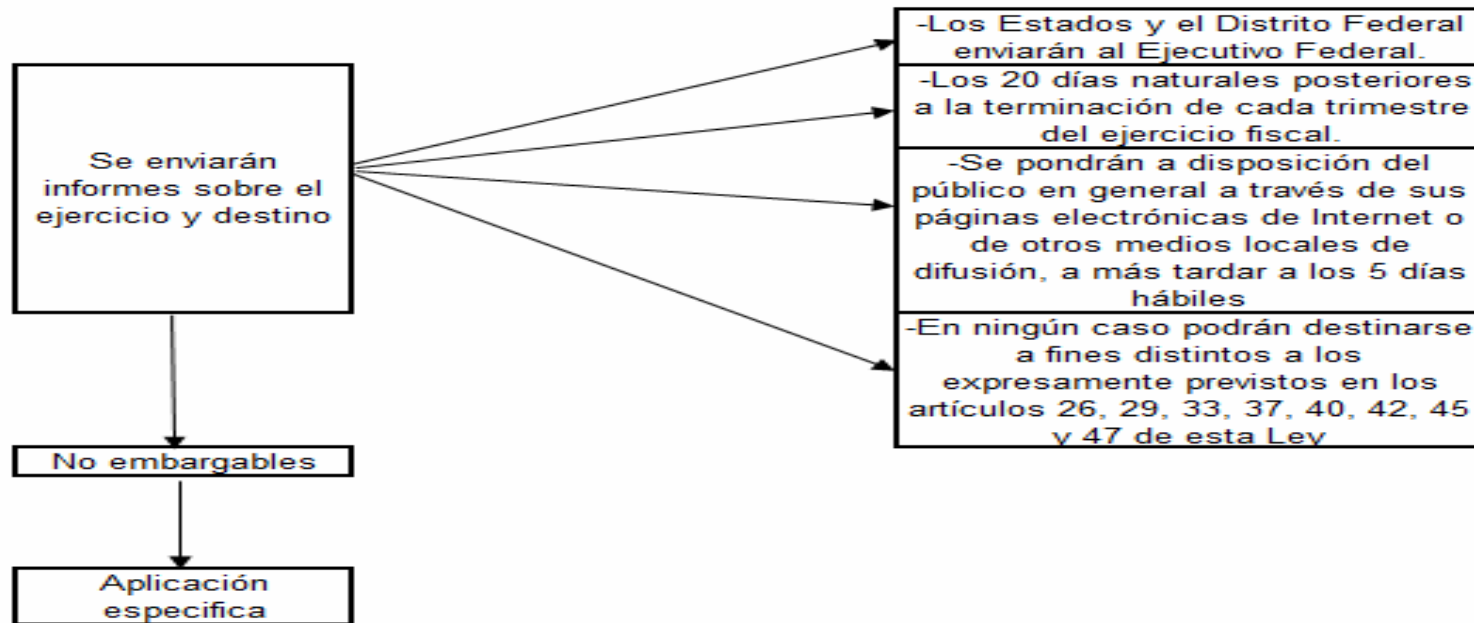 Se enviarán
informes sobre el
ejercicio y destino
No embargables
Aplicación
especifica
-Los Estados y el Distrito Federal
enviarán al Ejecutivo Federal.
-Los 20 días naturales posteriores
a la terminación de cada trimestre
del ejercicio fiscal.
-Se pondrán a disposición del
público en general a través de sus
páginas electrónicas de Internet o
de otros medios locales de
difusión, a más tardar a los 5 días
hábiles
-En ningún caso podrán destinarse
a fines distintos a los
expresamente previstos en los
artículos 26, 29, 33, 37, 40, 42, 45
y 47 de esta Ley